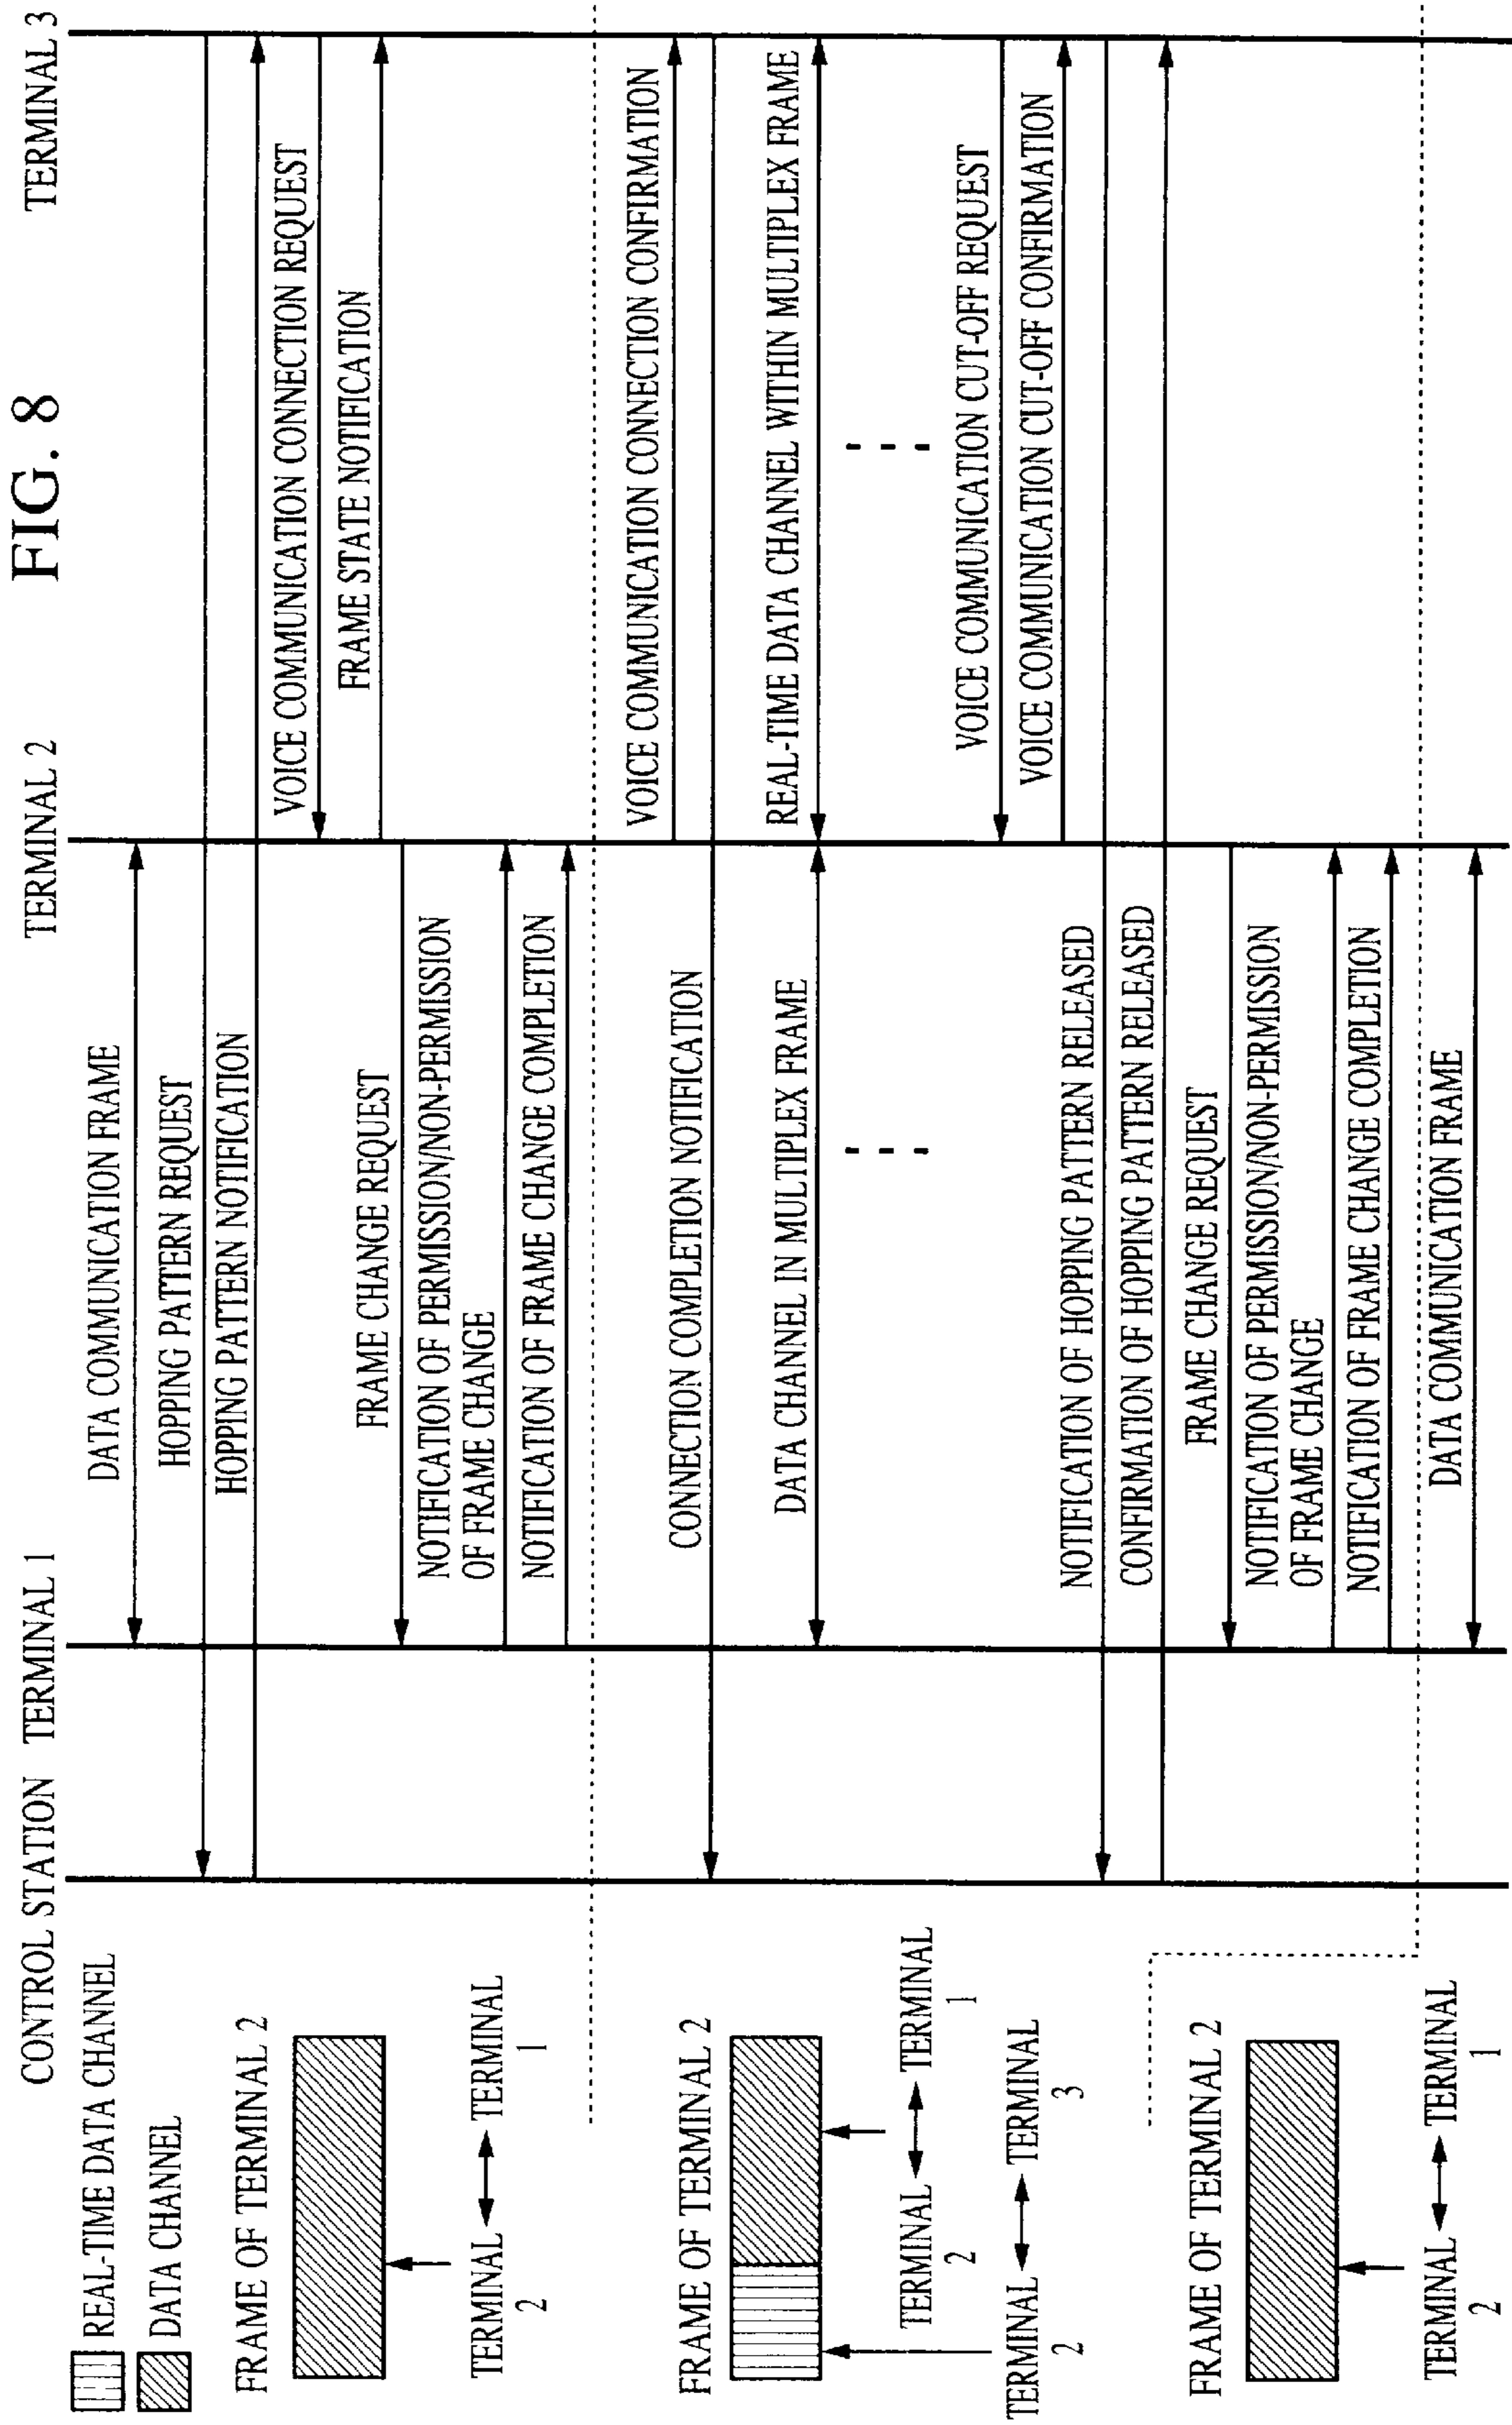 FIG. 8
CONTROL STATION
TERMINAL 1
TERMINAL 2
TERMINAL 3
REAL-TIME DATA CHANNEL
DATA CHANNEL
FRAME OF TERMINAL 2
TERMINAL
2
TERMINAL
1
DATA COMMUNICATION FRAME
HOPPING PATTERN REQUEST
HOPPING PATTERN NOTIFICATION
VOICE COMMUNICATION CONNECTION REQUEST
FRAME STATE NOTIFICATION
FRAME CHANGE REQUEST
NOTIFICATION OF PERMISSION/NON-PERMISSION
OF FRAME CHANGE
NOTIFICATION OF FRAME CHANGE COMPLETION
FRAME OF TERMINAL 2
TERMINAL
2
TERMINAL
1
TERMINAL
2
TERMINAL
3
VOICE COMMUNICATION CONNECTION CONFIRMATION
CONNECTION COMPLETION NOTIFICATION
DATA CHANNEL IN MULTIPLEX FRAME
REAL-TIME DATA CHANNEL WITHIN MULTIPLEX FRAME
VOICE COMMUNICATION CUT-OFF REQUEST
VOICE COMMUNICATION CUT-OFF CONFIRMATION
NOTIFICATION OF HOPPING PATTERN RELEASED
CONFIRMATION OF HOPPING PATTERN RELEASED
FRAME CHANGE REQUEST
NOTIFICATION OF PERMISSION/NON-PERMISSION
OF FRAME CHANGE
NOTIFICATION OF FRAME CHANGE COMPLETION
FRAME OF TERMINAL 2
TERMINAL
2
TERMINAL
1
DATA COMMUNICATION FRAME